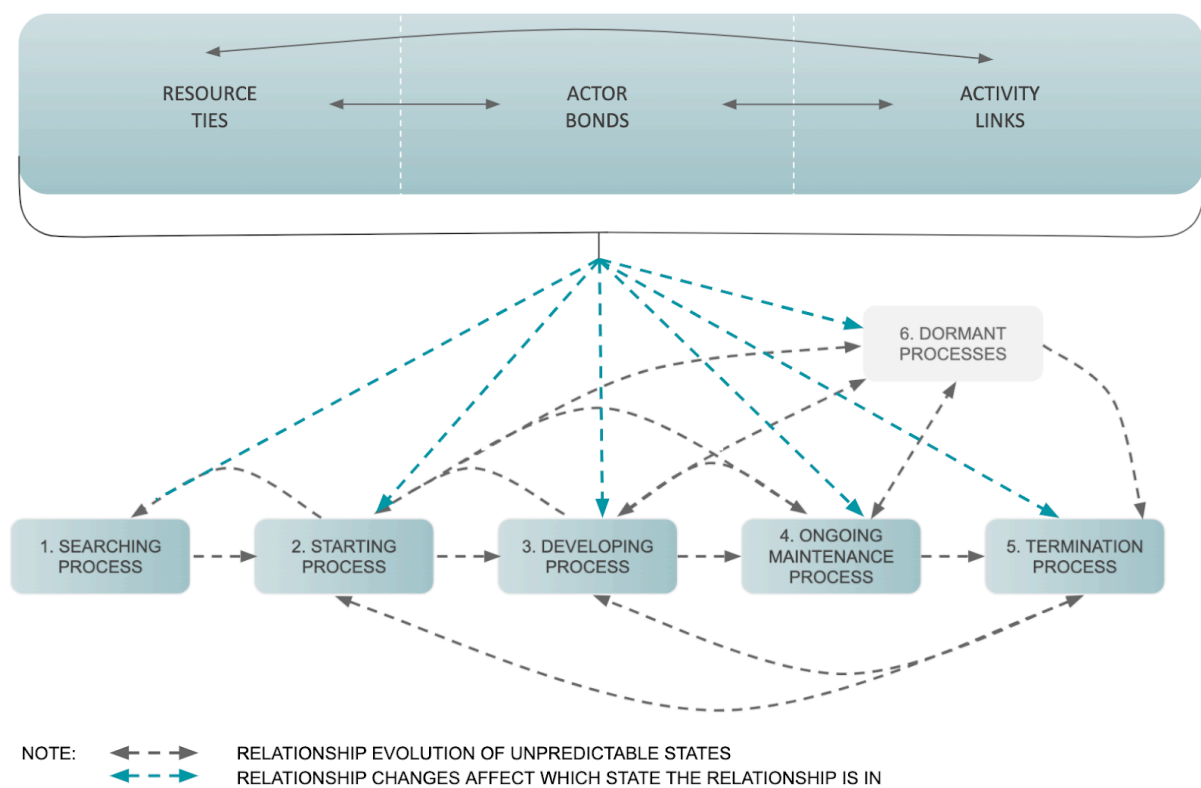 RESOURCE
TIES
ACTOR
BONDS
ACTIVITY
LINKS
6. DORMANT
PROCESSES
1. SEARCHING
PROCESS
2. STARTING
PROCESS
3. DEVELOPING
PROCESS
4. ONGOING
MAINTENANCE
PROCESS
5. TERMINATION
PROCESS
NOTE:
RELATIONSHIP EVOLUTION OF UNPREDICTABLE STATES
RELATIONSHIP CHANGES AFFECT WHICH STATE THE RELATIONSHIP IS IN